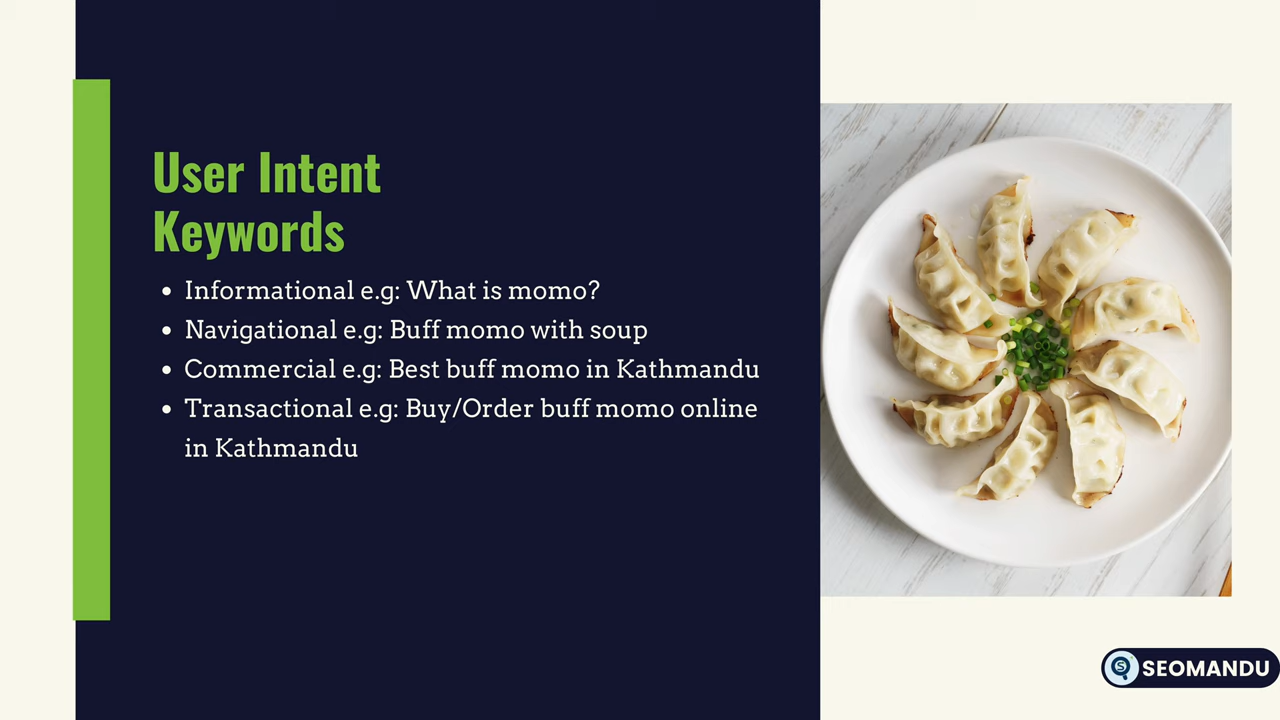 User Intent
Keywords
• Informational e.g: What is momo?
• Navigational e.g: Buff momo with soup
• Commercial e.g: Best buff momo in Kathmandu
• Transactional e.g: Buy/Order buff momo online
in Kathmandu
SEOMANDU